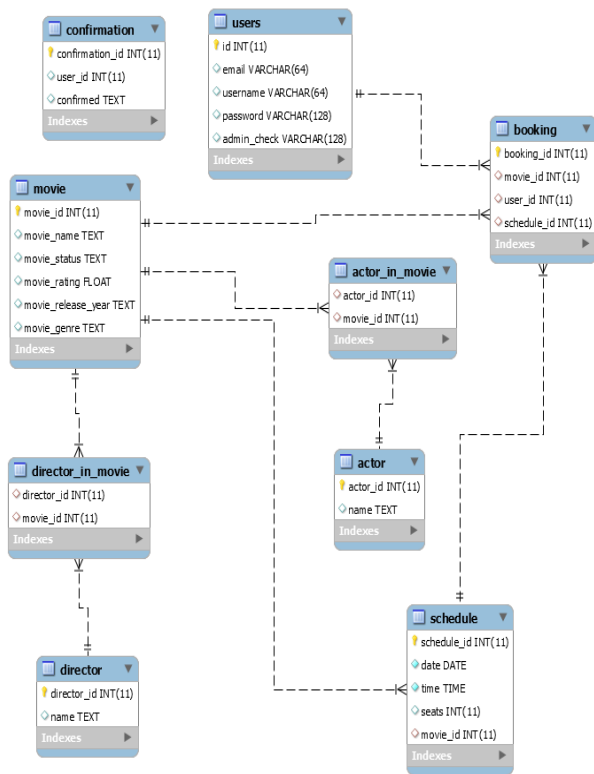 confirmation
confirmation_id INT(11)
user_id INT(11)
confirmed TEXT
Indexes
users
id INT(11)
email VARCHAR(64)
username VARCHAR(64)
password VARCHAR(128)
admin_check VARCHAR(128)
Indexes
booking
booking_id INT(11)
movie_id INT(11)
user_id INT(11)
schedule_id INT(11)
Indexes
movie
movie_id INT(11)
movie_name TEXT
movie_status TEXT
movie_rating FLOAT
movie_release_year TEXT
movie_genre TEXT
Indexes
actor_in_movie
actor_id INT(11)
movie_id INT(11)
Indexes
director_in_movie
director_id INT(11)
movie_id INT(11)
Indexes
actor
actor_id INT(11)
name TEXT
Indexes
director
director_id INT(11)
name TEXT
Indexes
schedule
schedule_id INT(11)
date DATE
time TIME
seats INT(11)
movie_id INT(11)
Indexes